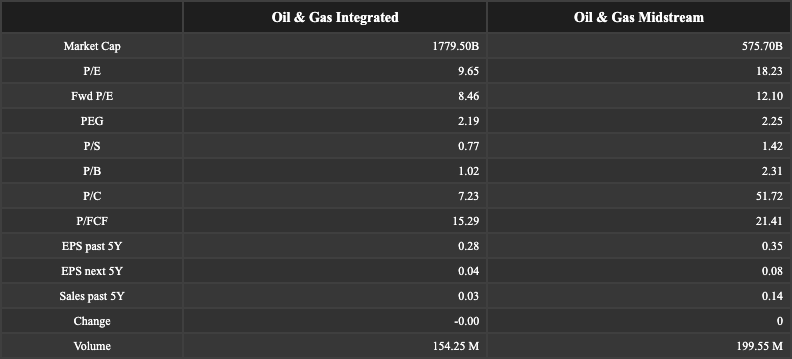 Oil & Gas Integrated Oil & Gas Midstream
Market Cap 1779.50B 575.70B
P/E 9.65 18.23
Fwd P/E 8.46 12.10
PEG 2.19 2.25
P/S 0.77 1.42
P/B 1.02 2.31
P/C 7.23 51.72
P/FCF 15.29 21.41
EPS past 5Y 0.28 0.35
EPS next 5Y 0.04 0.08
Sales past 5Y 0.03 0.14
Change -0.00 0
Volume 154.25 M 199.55 M